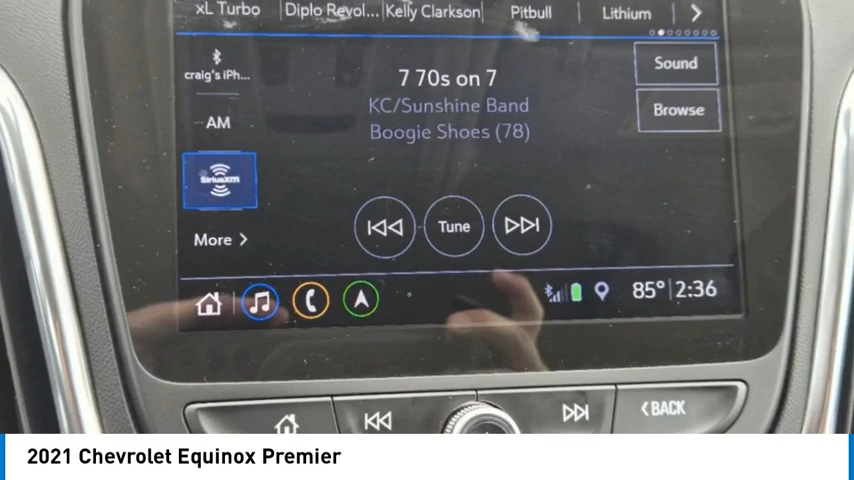 xL Turbo | Diplo Revol... | Kelly Clarkson | Pitbull | Lithium >
craig's iPh...
7 70s on 7
Sound
KC/Sunshine Band
Browse
AM
Boogie Shoes (78)
SiriusXM
More >
Tune
85° 2:36
< BACK
2021 Chevrolet Equinox Premier